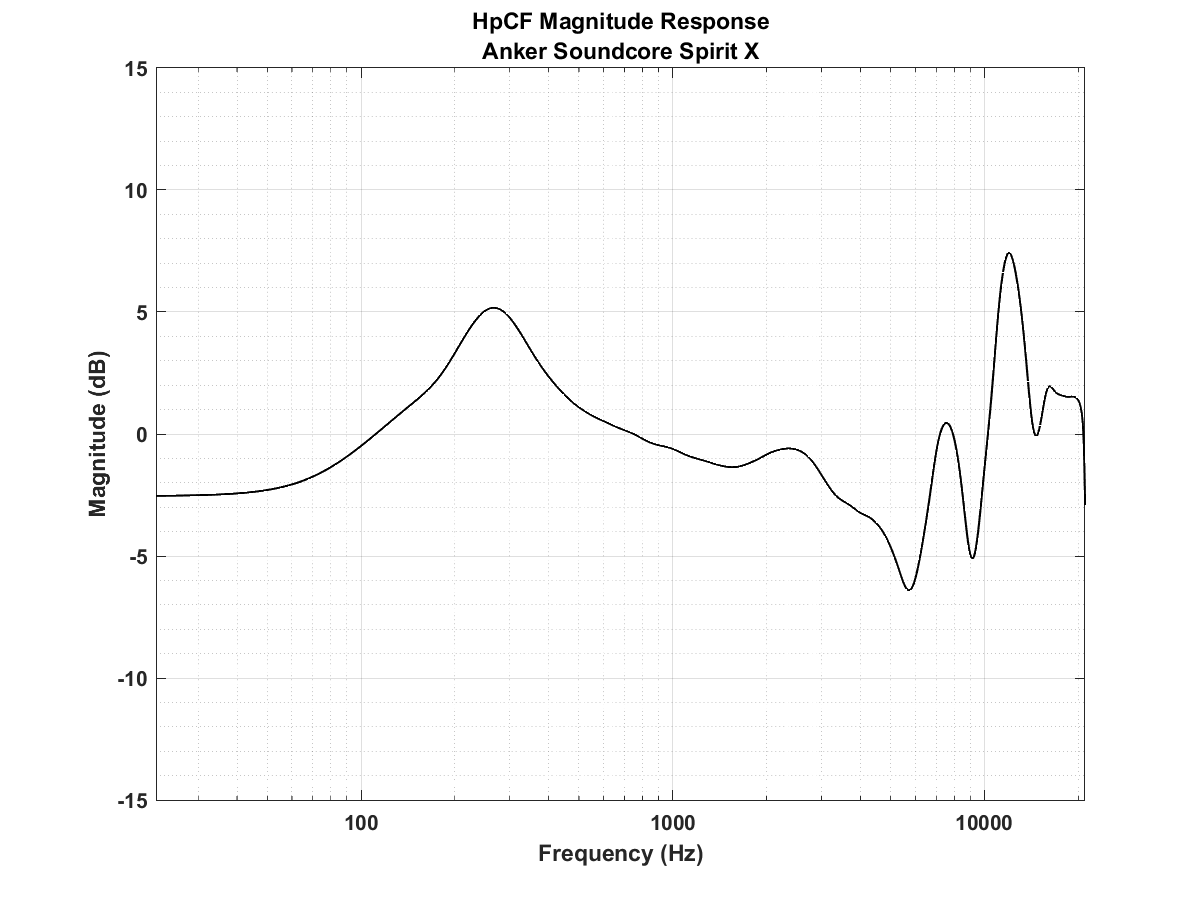 HpCF Magnitude Response
Anker Soundcore Spirit X
15
10
5
0
-5
-10
-15
Magnitude (dB)
100 1000 10000
Frequency (Hz)